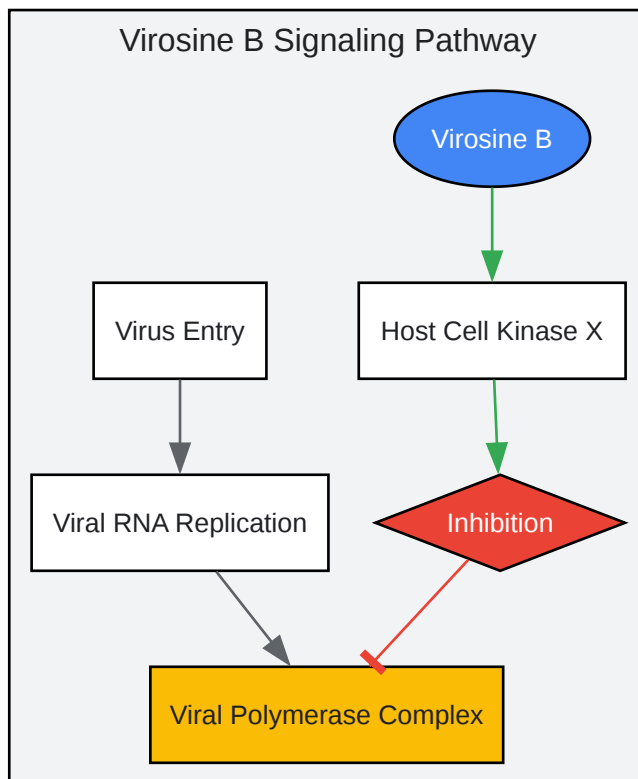 Virosine B Signaling Pathway
Virosine B
Virus Entry
Host Cell Kinase X
Viral RNA Replication
Inhibition
Viral Polymerase Complex